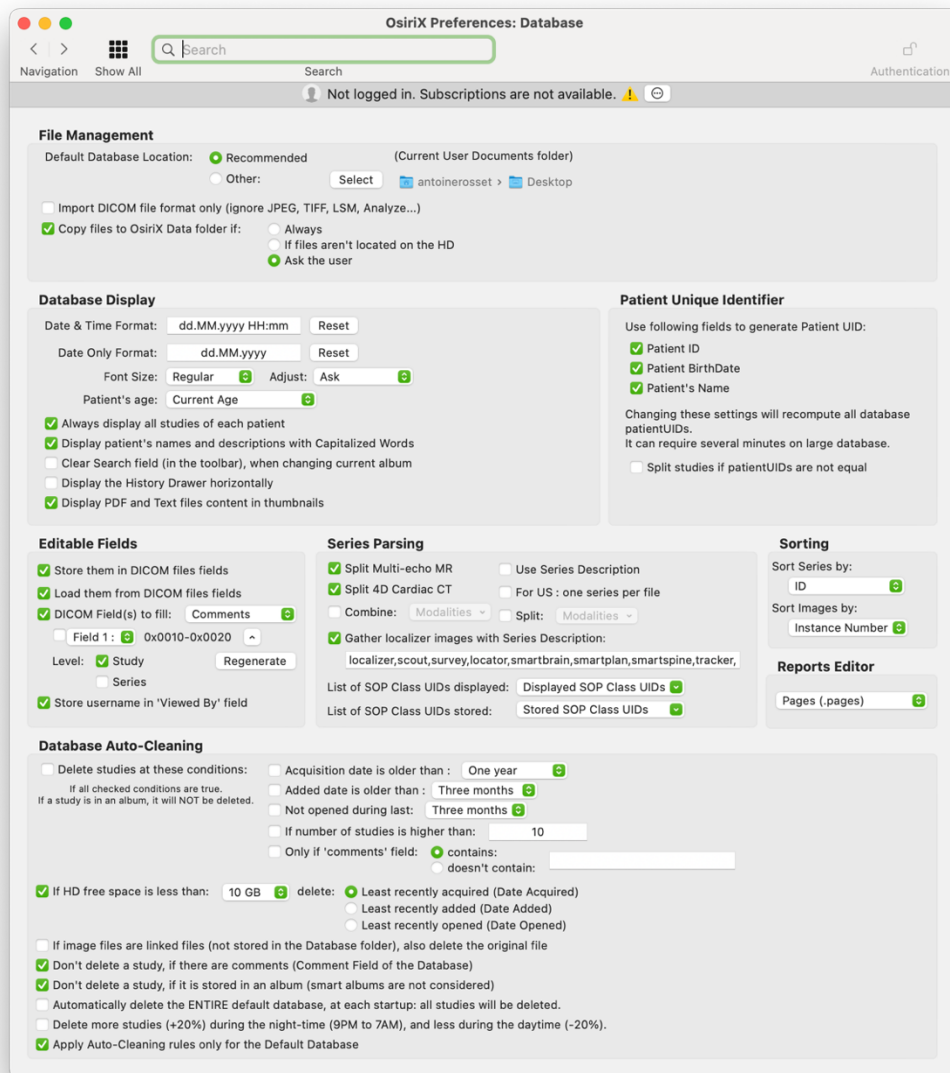 OsiriX Preferences: Database
Search
Navigation Show All Search Authentication
Not logged in. Subscriptions are not available.
File Management
Default Database Location: Recommended (Current User Documents folder)
Other: Select antoinerosset › Desktop
Import DICOM file format only (ignore JPEG, TIFF, LSM, Analyze...)
Copy files to OsiriX Data folder if: Always
If files aren't located on the HD
Ask the user
Database Display
Date & Time Format: dd.MM.yyyy HH:mm Reset
Date Only Format: dd.MM.yyyy Reset
Font Size: Regular Adjust: Ask
Patient's age: Current Age
Always display all studies of each patient
Display patient's names and descriptions with Capitalized Words
Clear Search field (in the toolbar), when changing current album
Display the History Drawer horizontally
Display PDF and Text files content in thumbnails
Patient Unique Identifier
Use following fields to generate Patient UID:
Patient ID
Patient BirthDate
Patient's Name
Changing these settings will recompute all database
patientUIDs.
It can require several minutes on large database.
Split studies if patientUIDs are not equal
Editable Fields
Store them in DICOM files fields
Load them from DICOM files fields
DICOM Field(s) to fill: Comments
Field 1 : 0x0010-0x0020
Level: Study Regenerate
Series
Store username in 'Viewed By' field
Series Parsing
Split Multi-echo MR Use Series Description
Split 4D Cardiac CT For US : one series per file
Combine: Modalities Split: Modalities
Gather localizer images with Series Description:
localizer,scout,survey,locator,smartbrain,smartplan,smartspine,tracker,
List of SOP Class UIDs displayed: Displayed SOP Class UIDs
List of SOP Class UIDs stored: Stored SOP Class UIDs
Sorting
Sort Series by:
ID
Sort Images by:
Instance Number
Reports Editor
Pages (.pages)
Database Auto-Cleaning
Delete studies at these conditions:
If all checked conditions are true.
If a study is in an album, it will NOT be deleted.
Acquisition date is older than : One year
Added date is older than : Three months
Not opened during last: Three months
If number of studies is higher than: 10
Only if 'comments' field: contains:
doesn't contain:
If HD free space is less than: 10 GB delete: Least recently acquired (Date Acquired)
Least recently added (Date Added)
Least recently opened (Date Opened)
If image files are linked files (not stored in the Database folder), also delete the original file
Don't delete a study, if there are comments (Comment Field of the Database)
Don't delete a study, if it is stored in an album (smart albums are not considered)
Automatically delete the ENTIRE default database, at each startup: all studies will be deleted.
Delete more studies (+20%) during the night-time (9PM to 7AM), and less during the daytime (-20%).
Apply Auto-Cleaning rules only for the Default Database